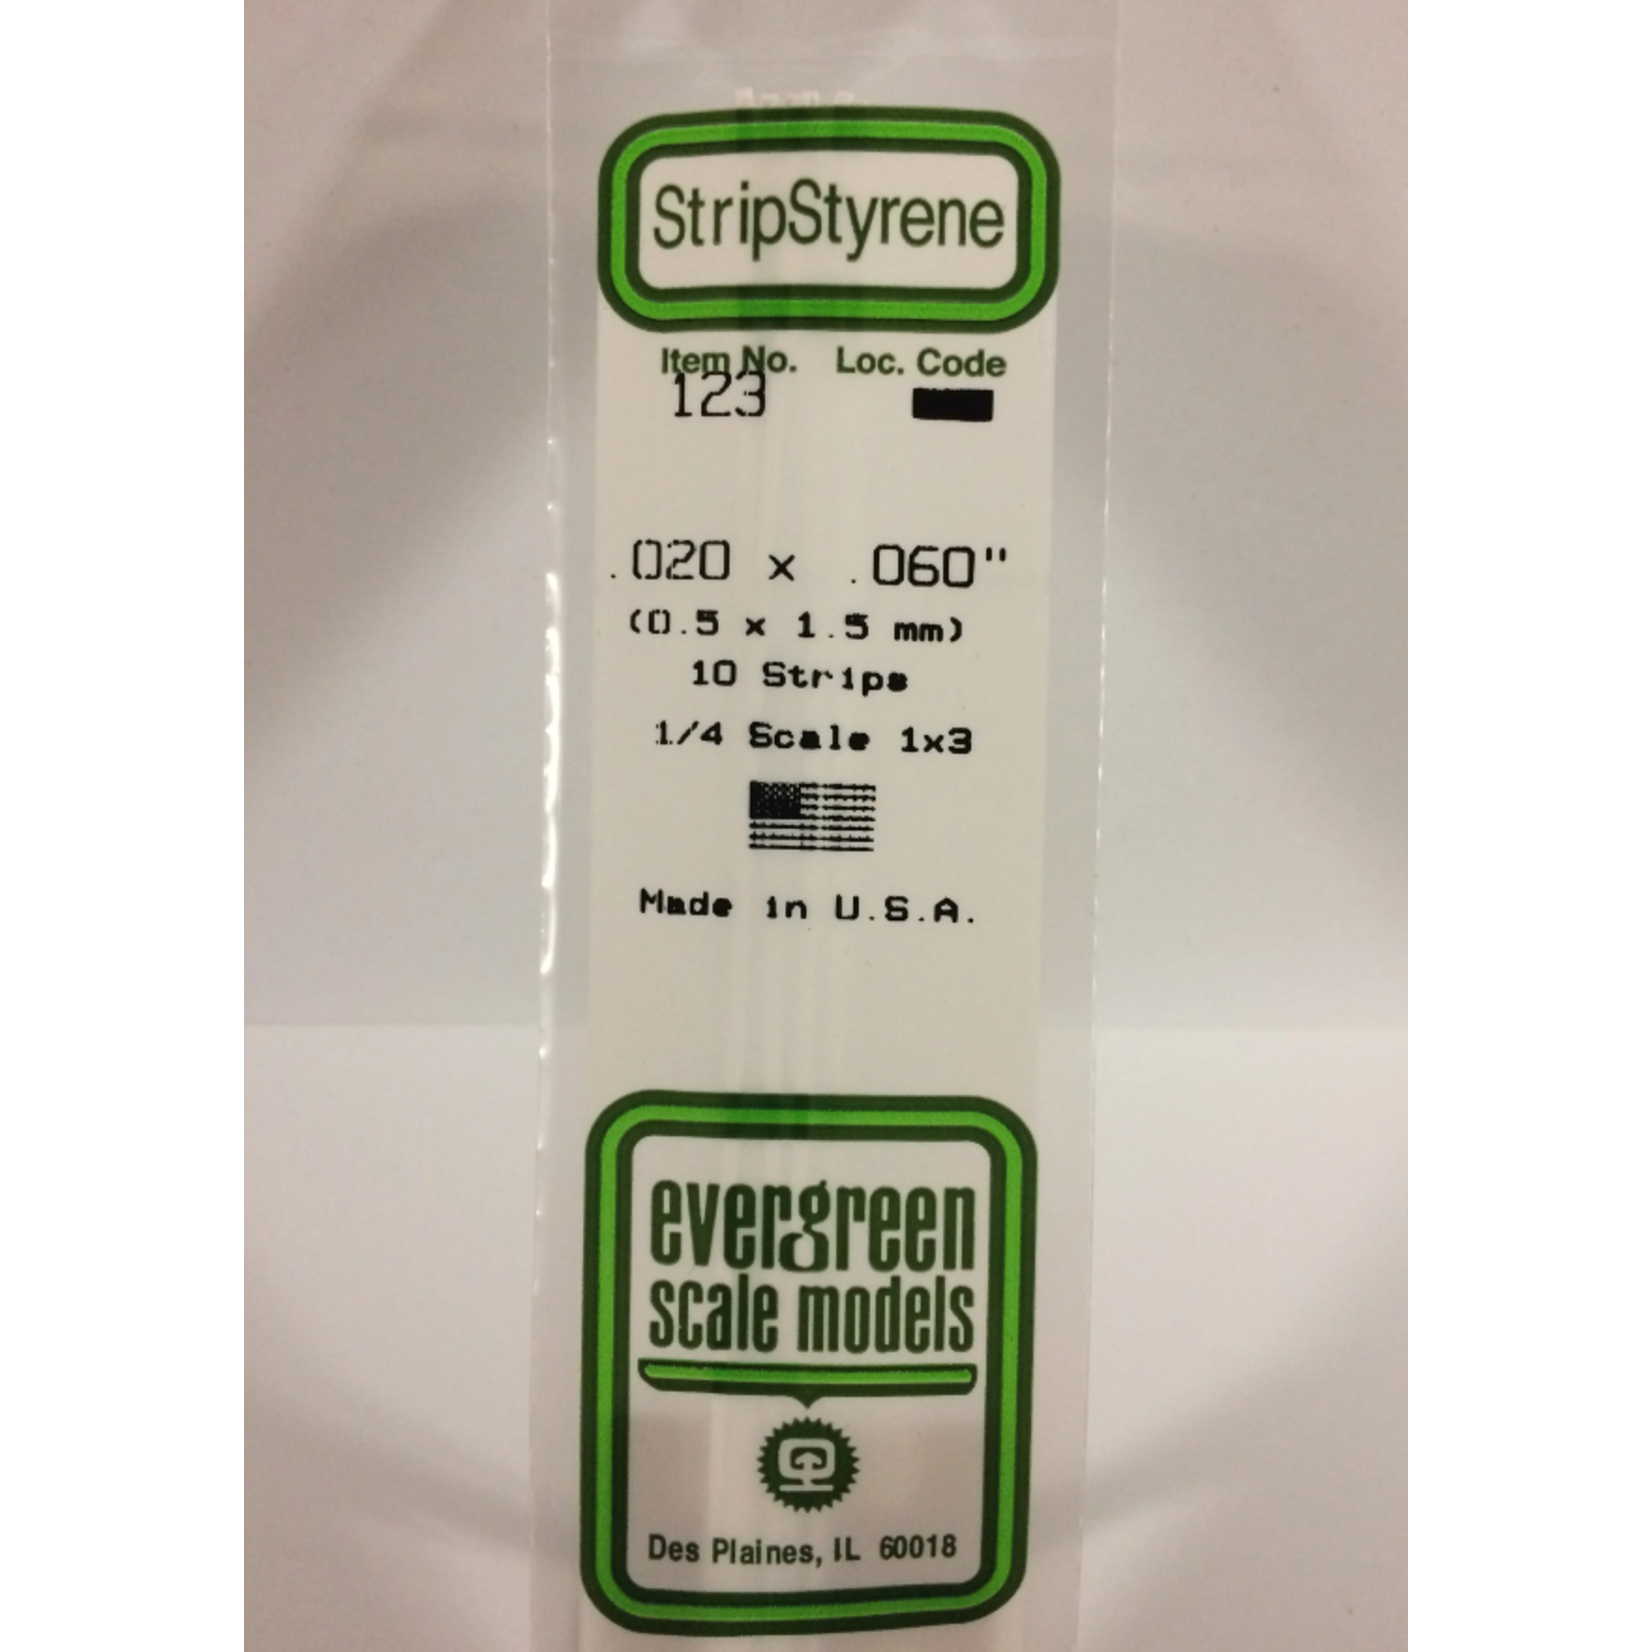 StripStyrene
Item No. Loc. Code
123
.020 x .060"
(0.5 x 1.5 mm)
10 Strips
1/4 Scale 1x3
Made in U.S.A.
evergreen
scale models
Des Plaines, IL 60018